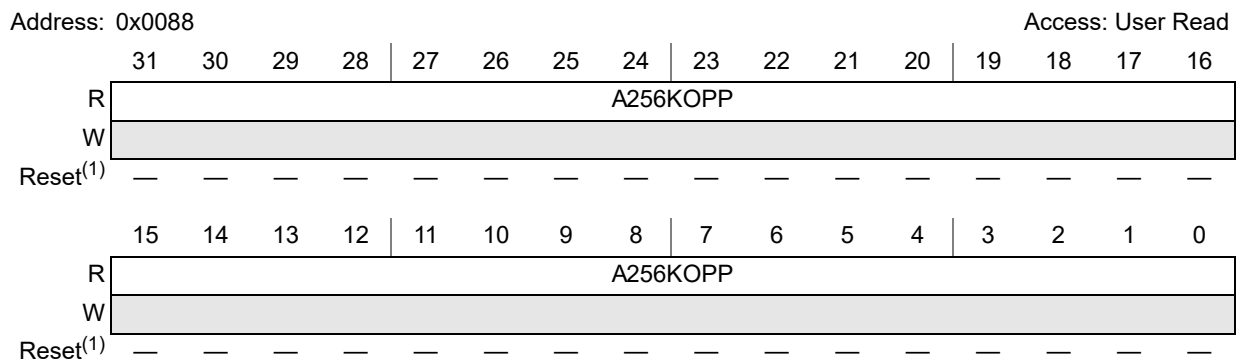 Address: 0x0088 Access: User Read
31 30 29 28 27 26 25 24 23 22 21 20 19 18 17 16
R A256KOPP
W
Reset(1) — — — — — — — — — — — — — — — —
15 14 13 12 11 10 9 8 7 6 5 4 3 2 1 0
R A256KOPP
W
Reset(1) — — — — — — — — — — — — — — — —